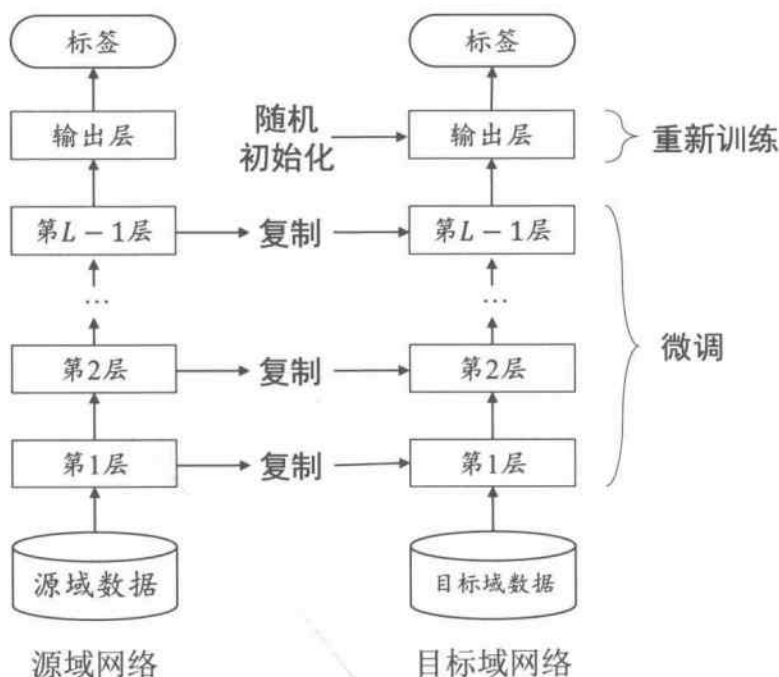 标签
标签
输出层
随机
初始化
输出层
重新训练
第L－1层
复制
第L－1层
…
…
微调
第2层
复制
第2层
第1层
复制
第1层
源域数据
目标域数据
源域网络
目标域网络